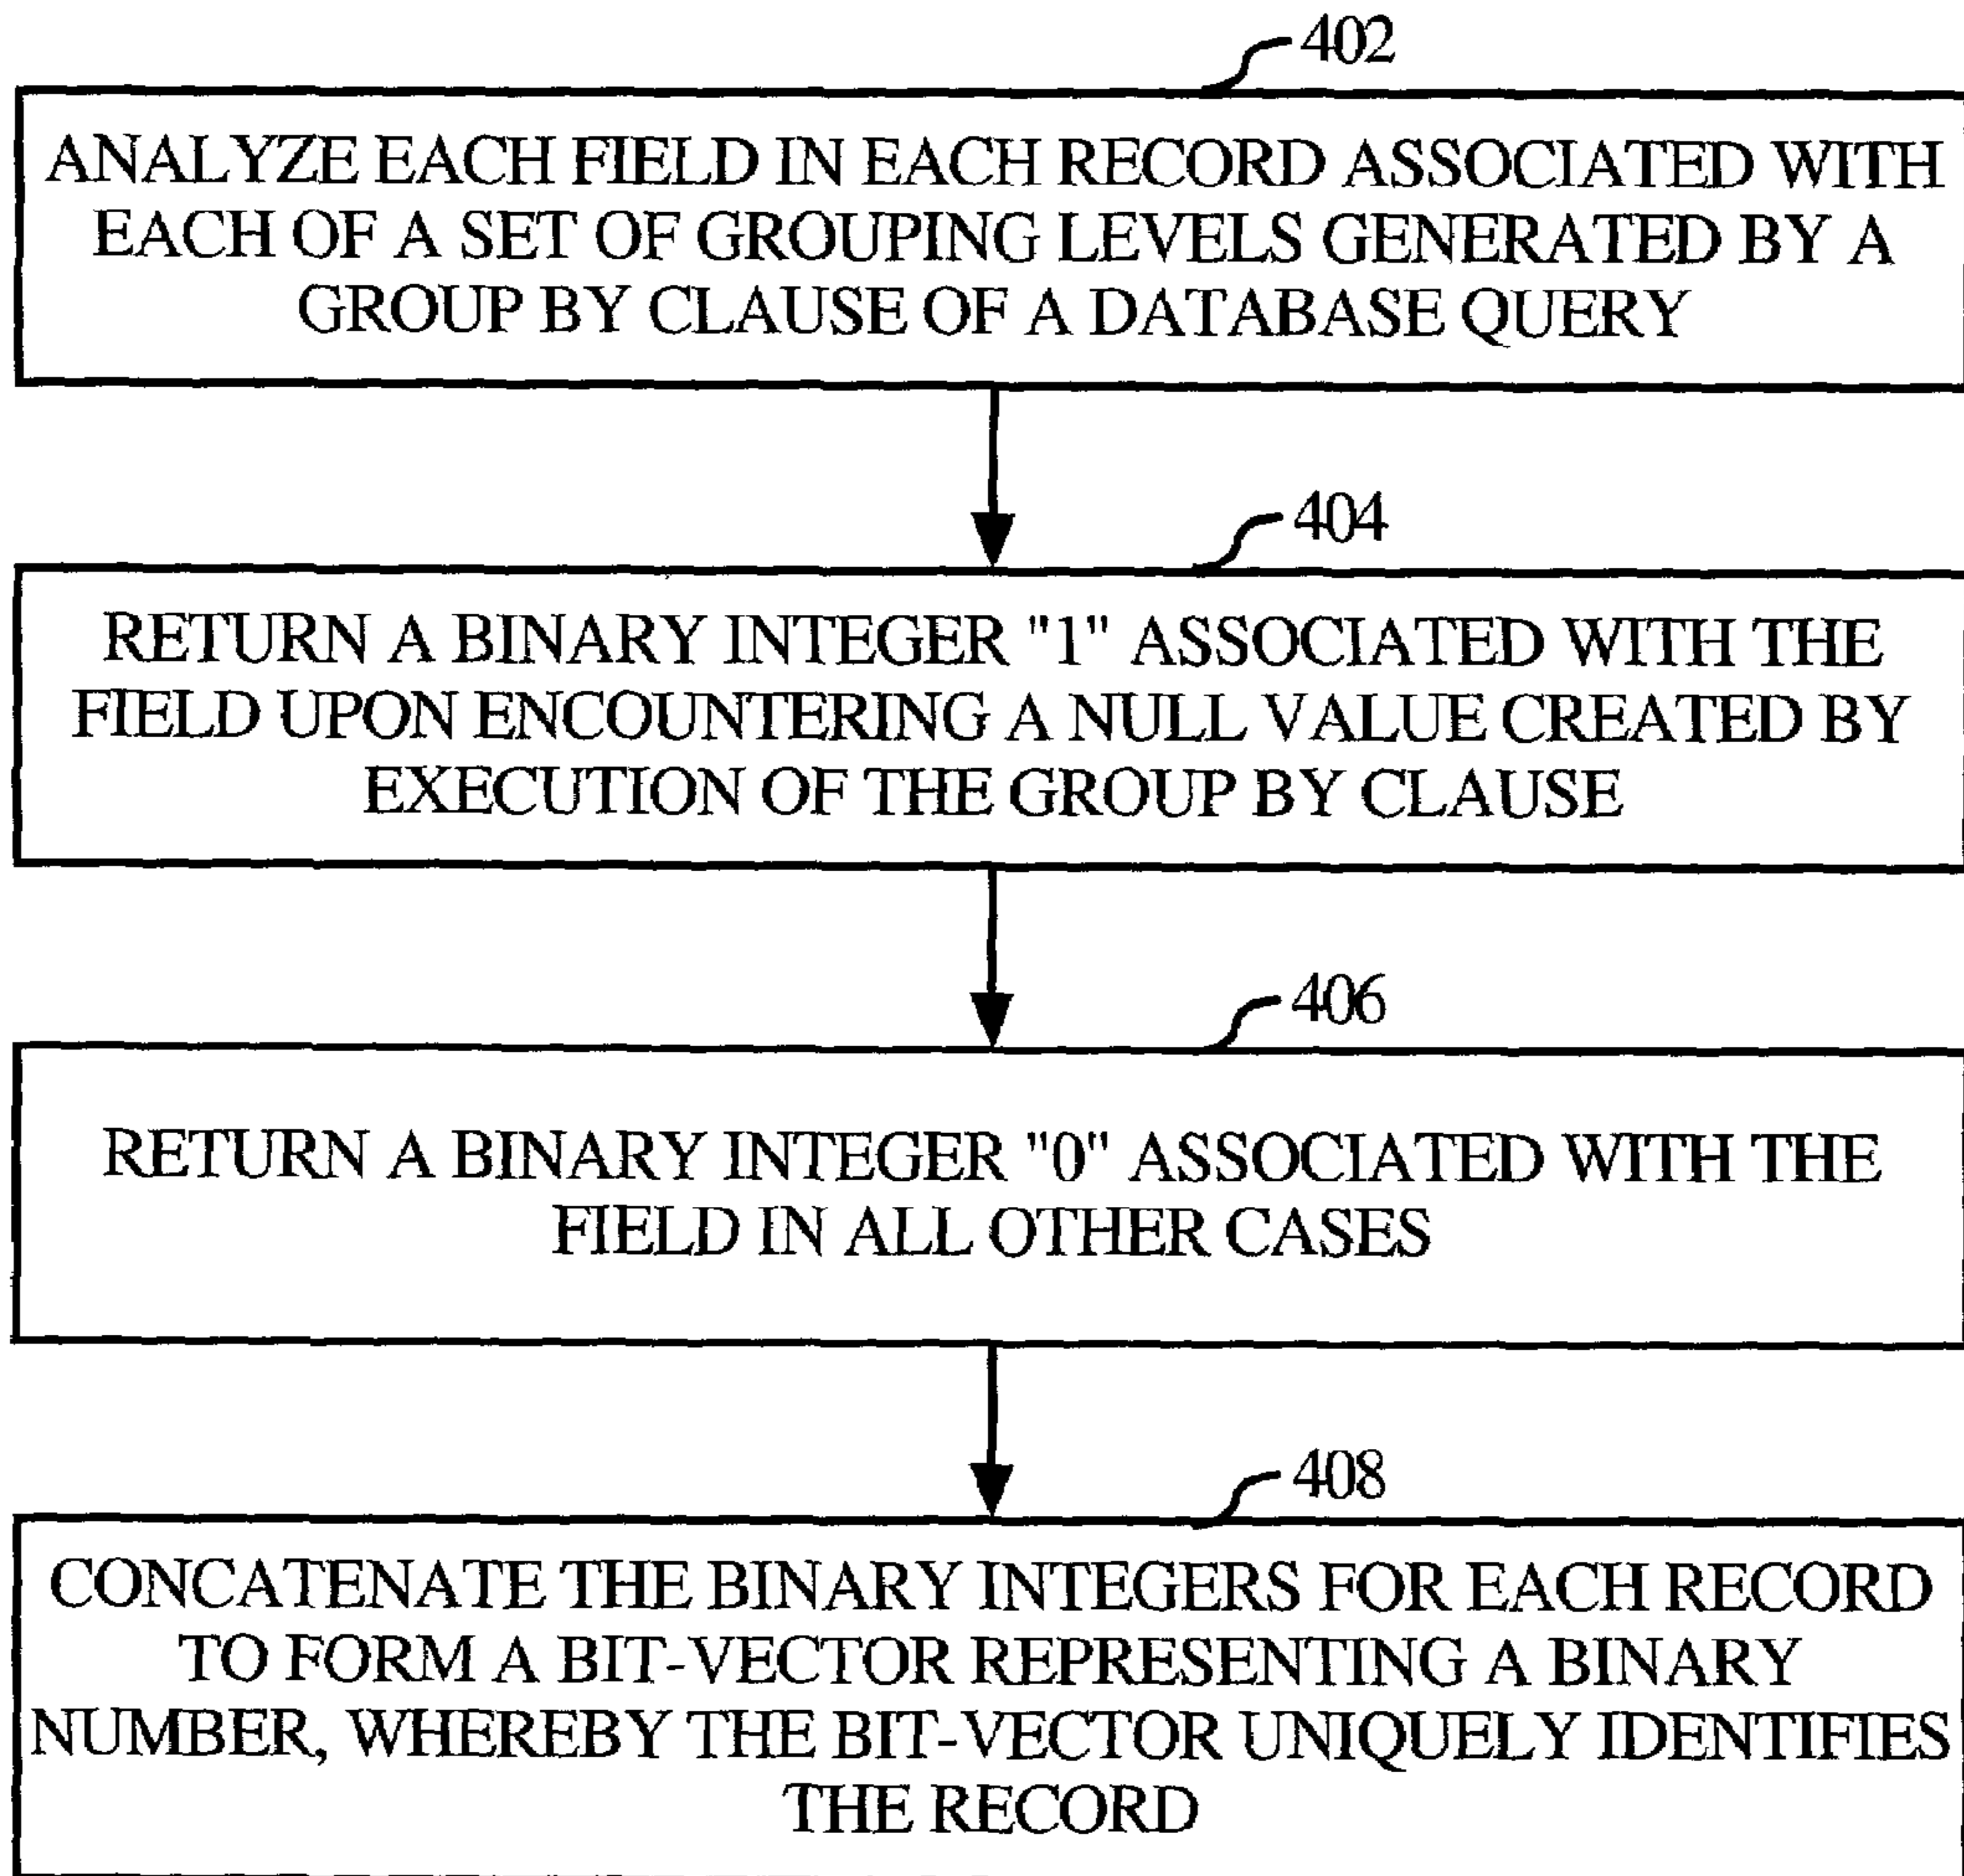 402
ANALYZE EACH FIELD IN EACH RECORD ASSOCIATED WITH
EACH OF A SET OF GROUPING LEVELS GENERATED BY A
GROUP BY CLAUSE OF A DATABASE QUERY
404
RETURN A BINARY INTEGER "1" ASSOCIATED WITH THE
FIELD UPON ENCOUNTERING A NULL VALUE CREATED BY
EXECUTION OF THE GROUP BY CLAUSE
406
RETURN A BINARY INTEGER "0" ASSOCIATED WITH THE
FIELD IN ALL OTHER CASES
408
CONCATENATE THE BINARY INTEGERS FOR EACH RECORD
TO FORM A BIT-VECTOR REPRESENTING A BINARY
NUMBER, WHEREBY THE BIT-VECTOR UNIQUELY IDENTIFIES
THE RECORD